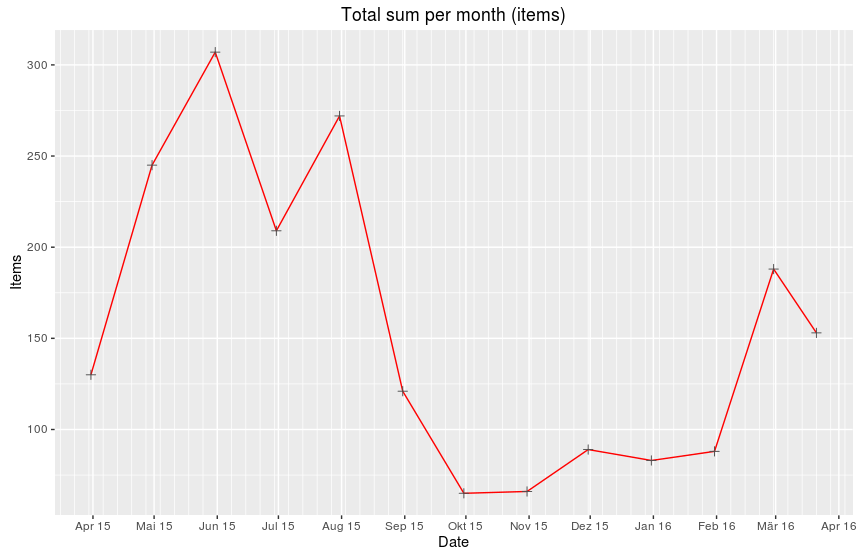 Total sum per month (items)
300
250
200
150
100
Items
Apr 15 Mai 15 Jun 15 Jul 15 Aug 15 Sep 15 Okt 15 Nov 15 Dez 15 Jan 16 Feb 16 Mär 16 Apr 16
Date